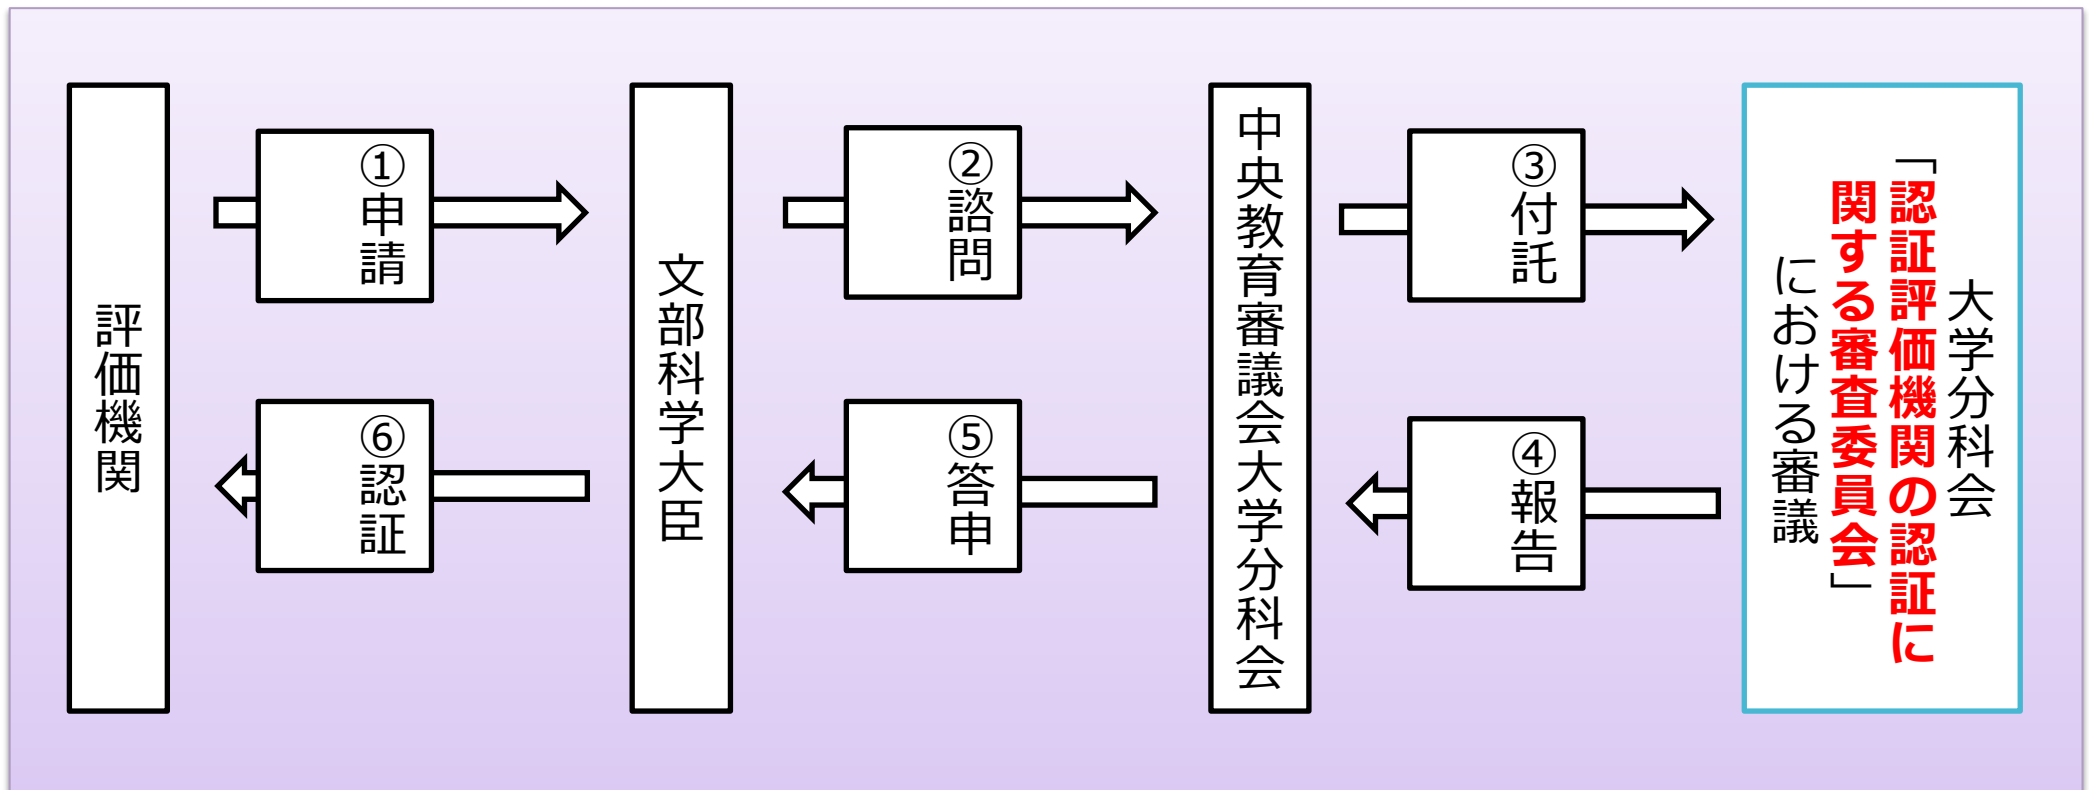 評価機関
①申請
⑥認証
文部科学大臣
②諮問
⑤答申
中央教育審議会大学分科会
③付託
④報告
大学分科会
「認証評価機関の認証に
関する審査委員会」
における審議